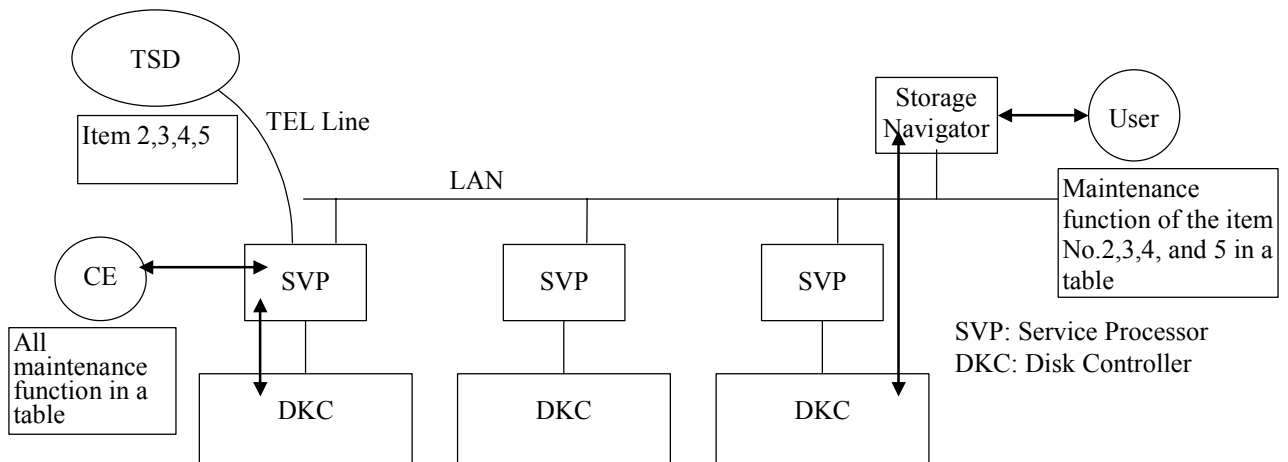 TSD
Item 2,3,4,5
TEL Line
Storage
Navigator
User
LAN
Maintenance
function of the item
No.2,3,4, and 5 in a
table
CE
SVP
SVP
SVP
All
maintenance
function in a
table
SVP: Service Processor
DKC: Disk Controller
DKC
DKC
DKC